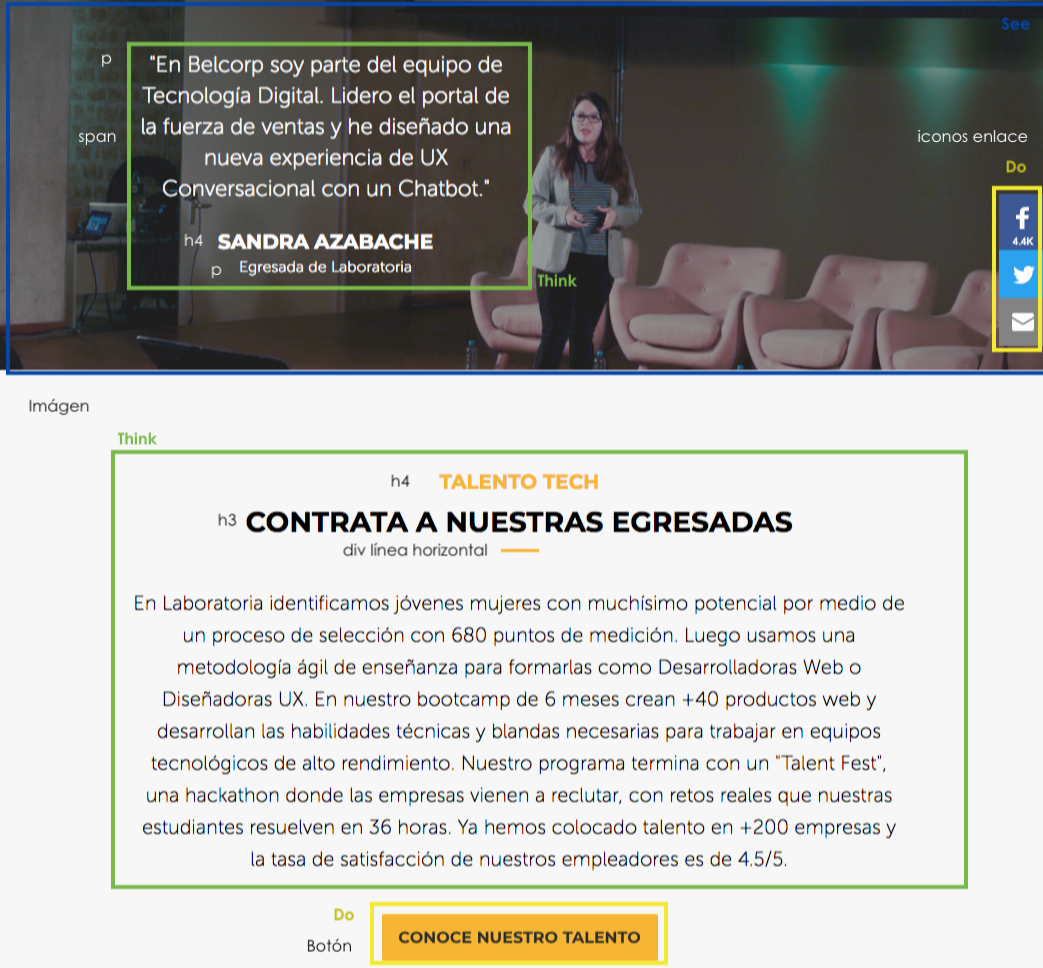 See
p
"En Belcorp soy parte del equipo de
Tecnología Digital. Lidero el portal de
span
la fuerza de ventas y he diseñado una
nueva experiencia de UX
Conversacional con un Chatbot."
iconos enlace
Do
4.4K
h4 SANDRA AZABACHE
p Egresada de Laboratoria
Think
Imágen
Think
h4 TALENTO TECH
h3 CONTRATA A NUESTRAS EGRESADAS
div línea horizontal
En Laboratoria identificamos jóvenes mujeres con muchísimo potencial por medio de
un proceso de selección con 680 puntos de medición. Luego usamos una
metodología ágil de enseñanza para formarlas como Desarrolladoras Web o
Diseñadoras UX. En nuestro bootcamp de 6 meses crean +40 productos web y
desarrollan las habilidades técnicas y blandas necesarias para trabajar en equipos
tecnológicos de alto rendimiento. Nuestro programa termina con un "Talent Fest",
una hackathon donde las empresas vienen a reclutar, con retos reales que nuestras
estudiantes resuelven en 36 horas. Ya hemos colocado talento en +200 empresas y
la tasa de satisfacción de nuestros empleadores es de 4.5/5.
Do
Botón
CONOCE NUESTRO TALENTO